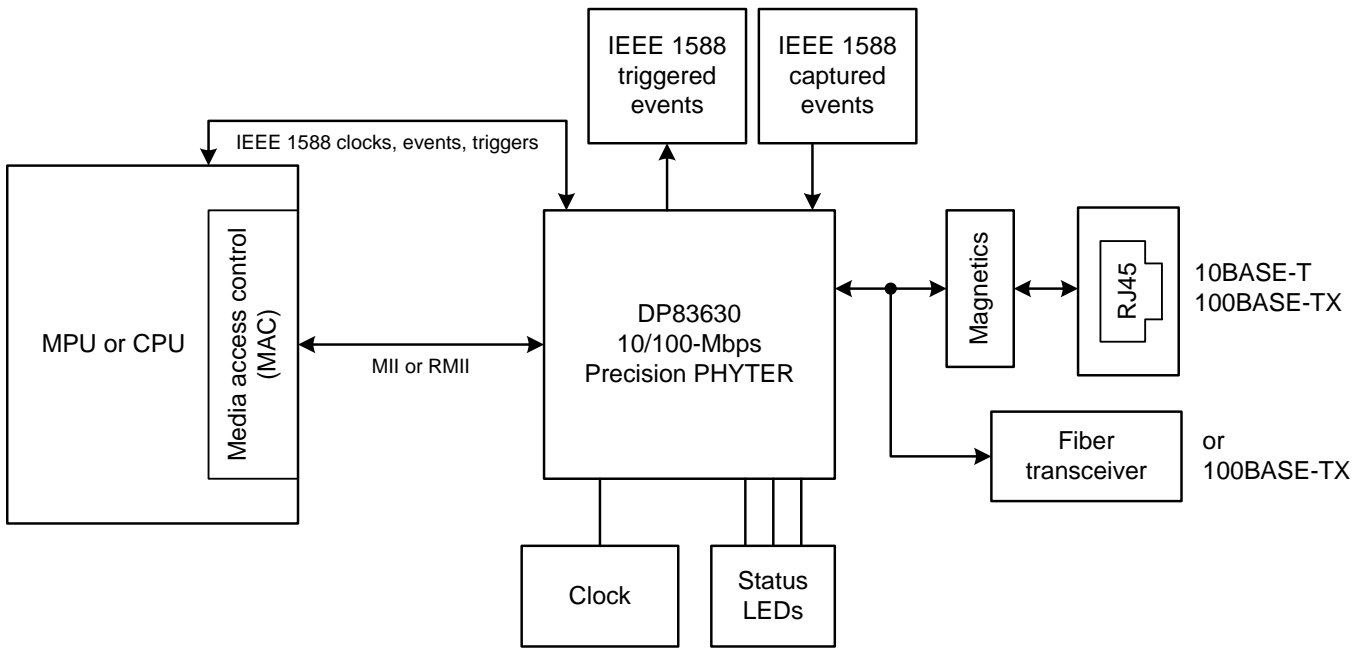 IEEE 1588
triggered
events
IEEE 1588
captured
events
IEEE 1588 clocks, events, triggers
MPU or CPU
Media access control
(MAC)
MII or RMII
DP83630
10/100-Mbps
Precision PHYTER
Magnetics
RJ45
10BASE-T
100BASE-TX
Fiber
transceiver
or
100BASE-TX
Clock
Status
LEDs